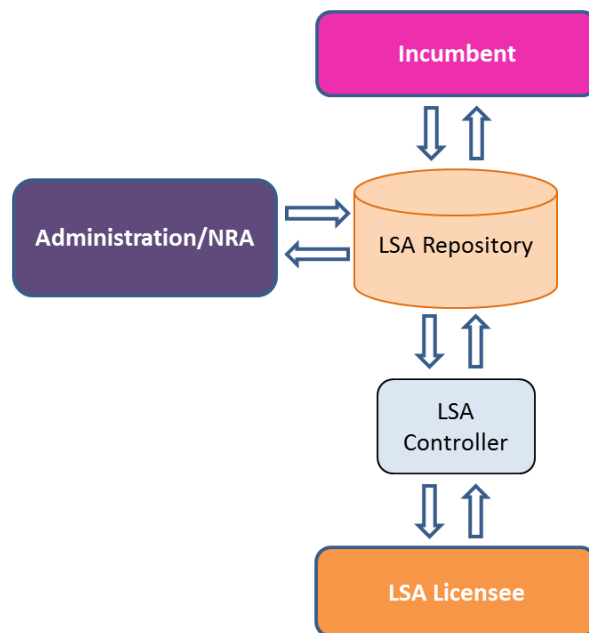 Incumbent
Administration/NRA
LSA Repository
LSA
Controller
LSA Licensee